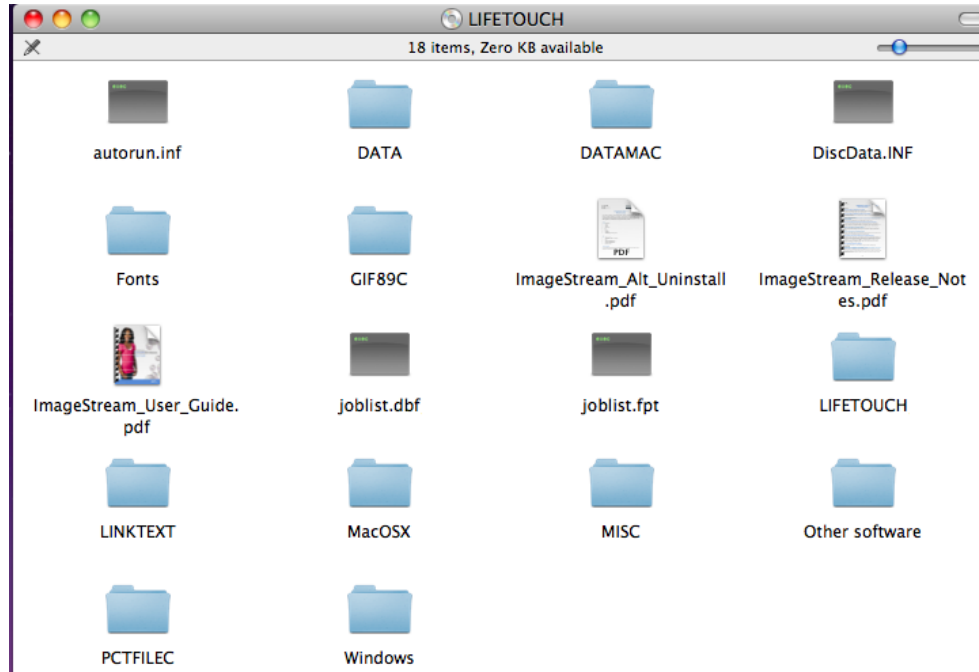 LIFETOUCH
18 items, Zero KB available
autorun.inf
DATA
DATAMAC
DiscData.INF
Fonts
GIF89C
PDF
ImageStream_Alt_Uninstall
.pdf
ImageStream_Release_Not
es.pdf
ImageStream_User_Guide.
pdf
joblist.dbf
joblist.fpt
LIFETOUCH
LINKTEXT
MacOSX
MISC
Other software
PCTFILEC
Windows